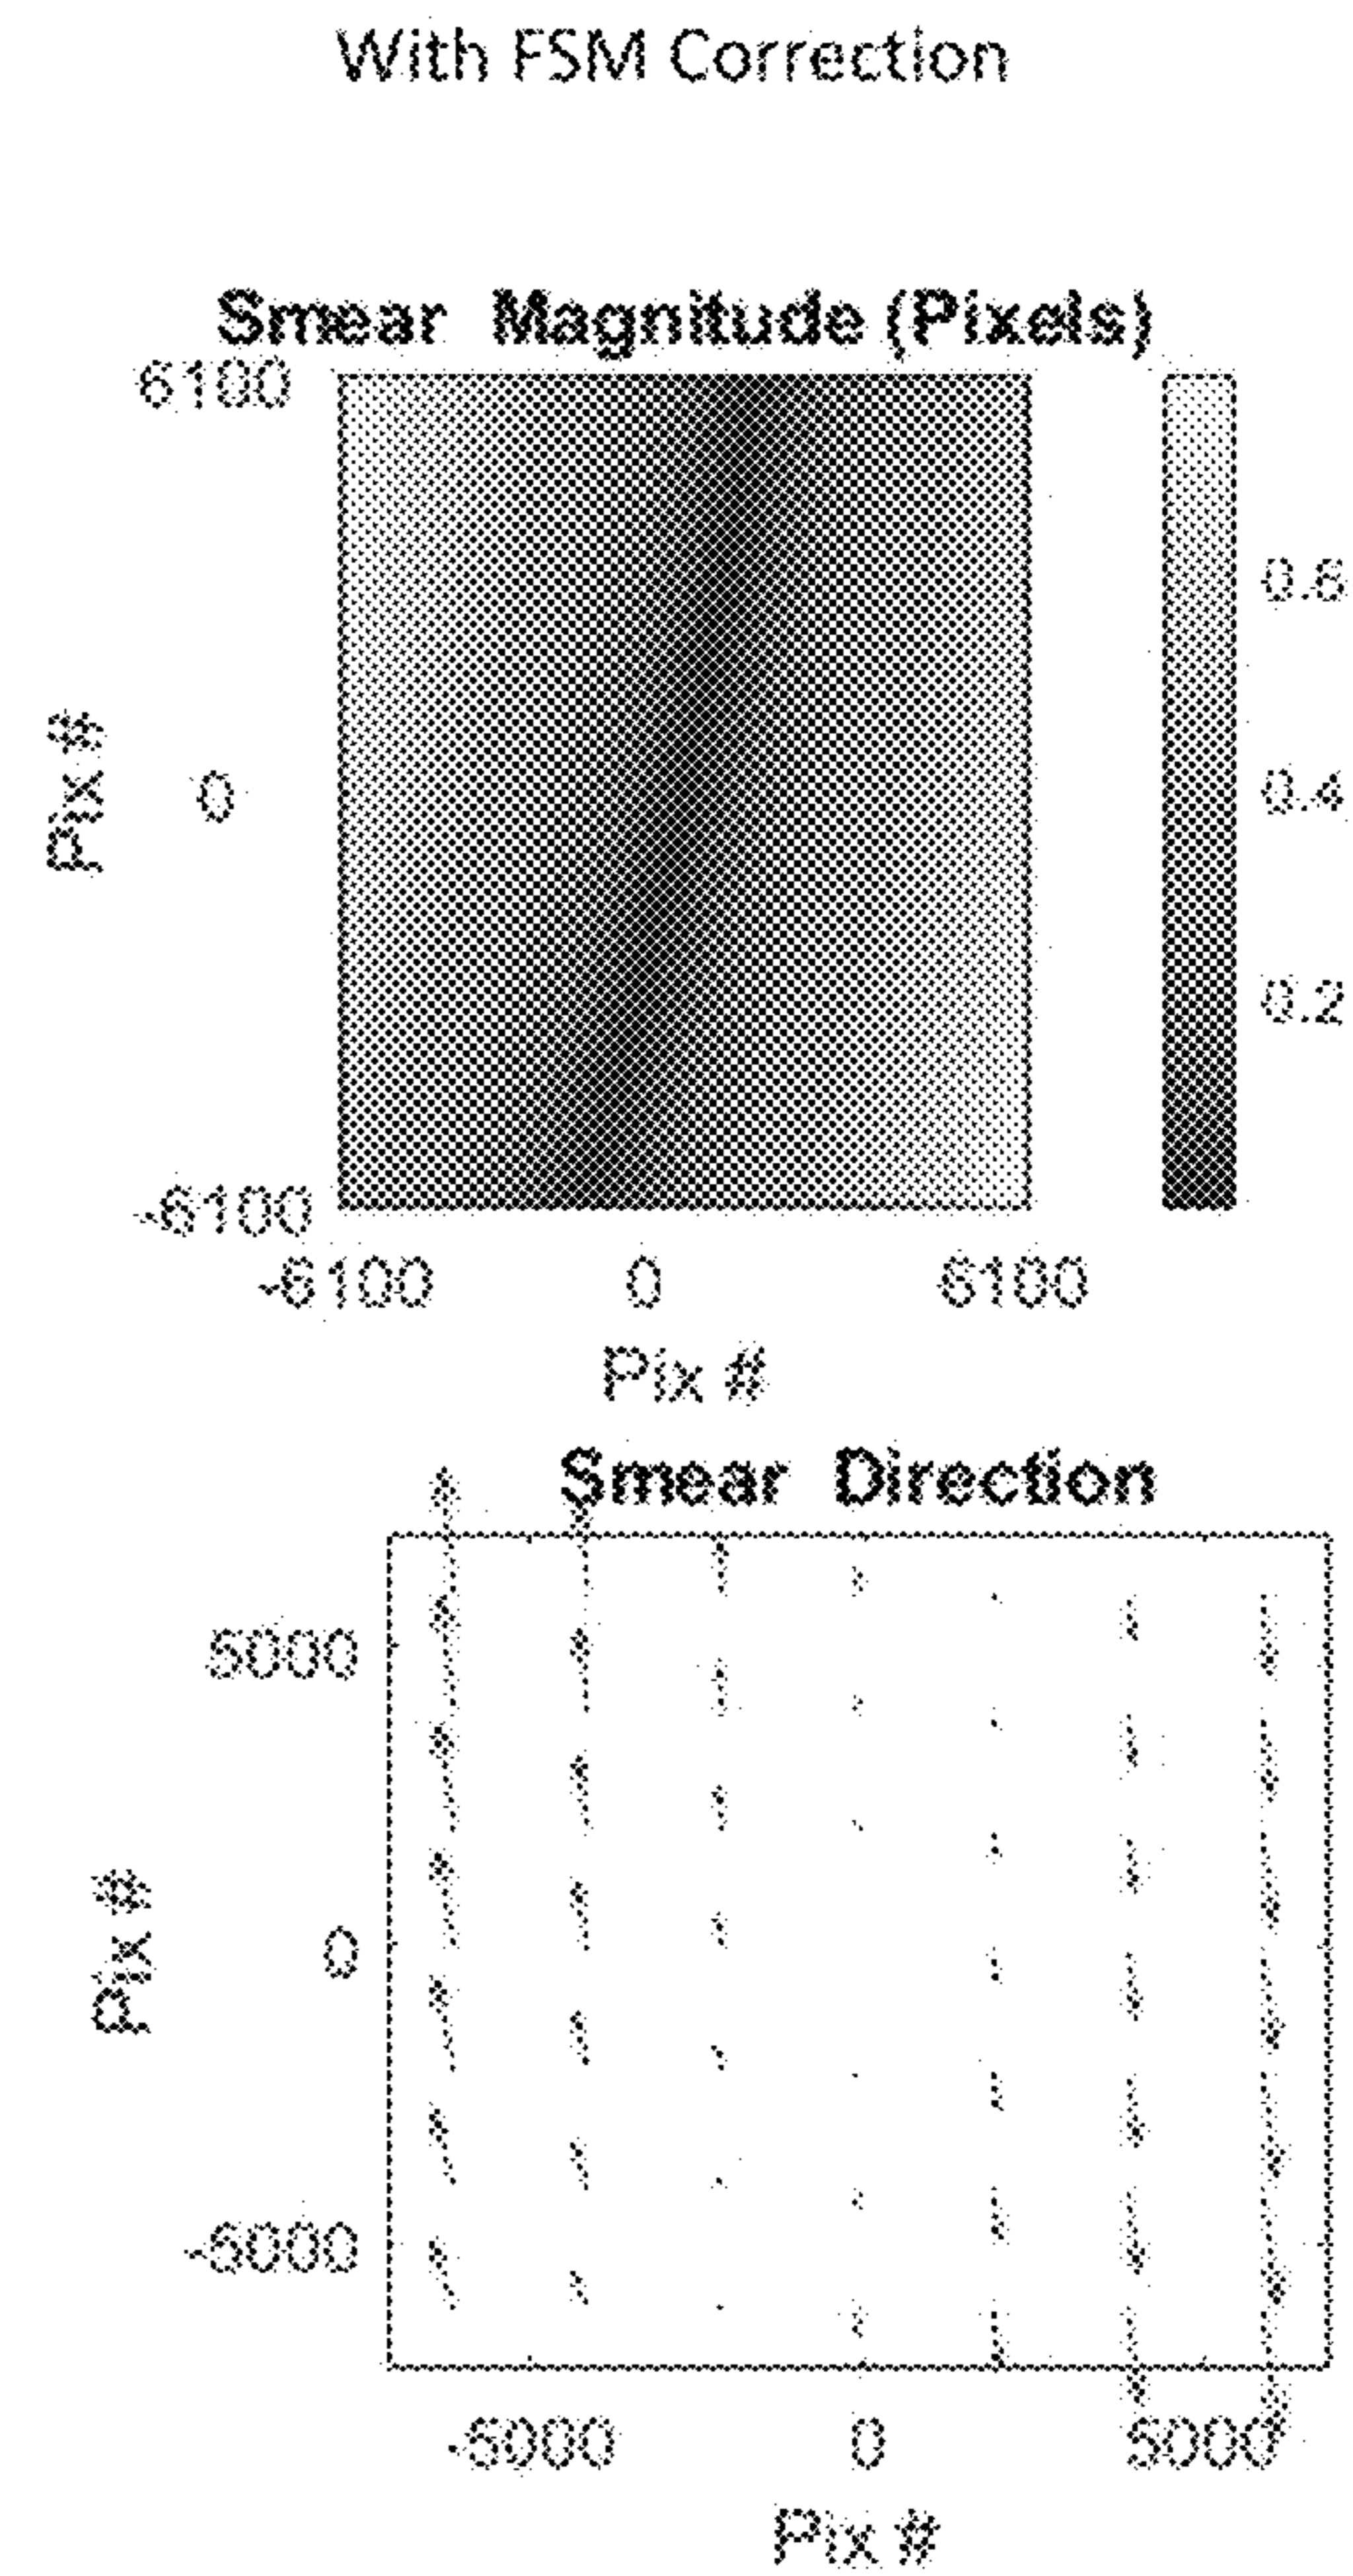 With FSM Correction
Smear Magnitude (Pixels)
6100
0.6
Pix #
0
0.4
0.2
-6100
-6100 0 6100
Pix #
Smear Direction
5000
Pix #
0
-5000
-5000 0 5000
Pix #